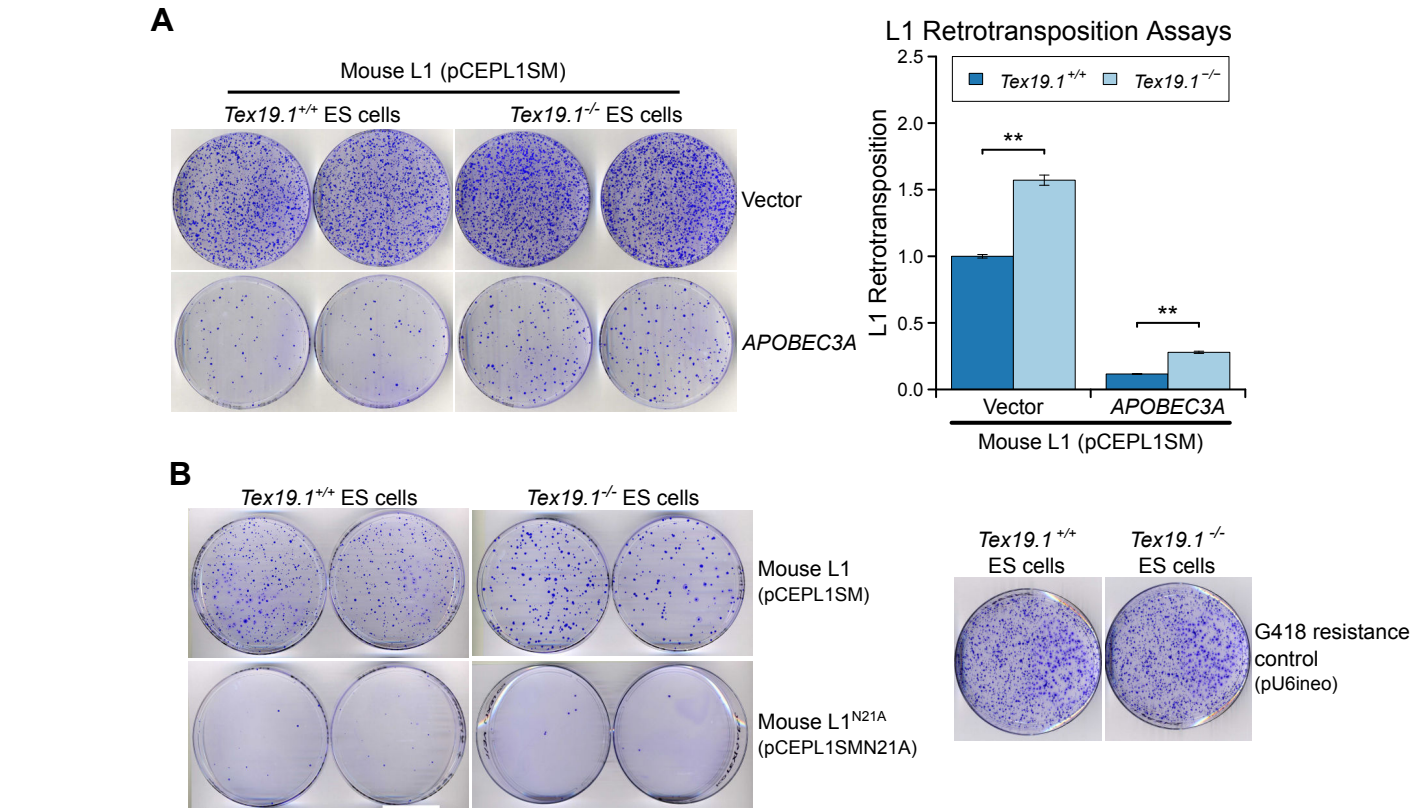 A
Mouse L1 (pCEPL1SM)
Tex19.1+/+ ES cells
Tex19.1-/- ES cells
Vector
APOBEC3A
L1 Retrotransposition Assays
L1 Retrotransposition
2.5
2.0
1.5
1.0
0.5
0.0
Tex19.1+/+
Tex19.1−/−
**
**
Vector
APOBEC3A
Mouse L1 (pCEPL1SM)
B
Tex19.1+/+ ES cells
Tex19.1-/- ES cells
Mouse L1
(pCEPL1SM)
Mouse L1N21A
(pCEPL1SMN21A)
Tex19.1 +/+
ES cells
Tex19.1 -/-
ES cells
G418 resistance
control
(pU6ineo)